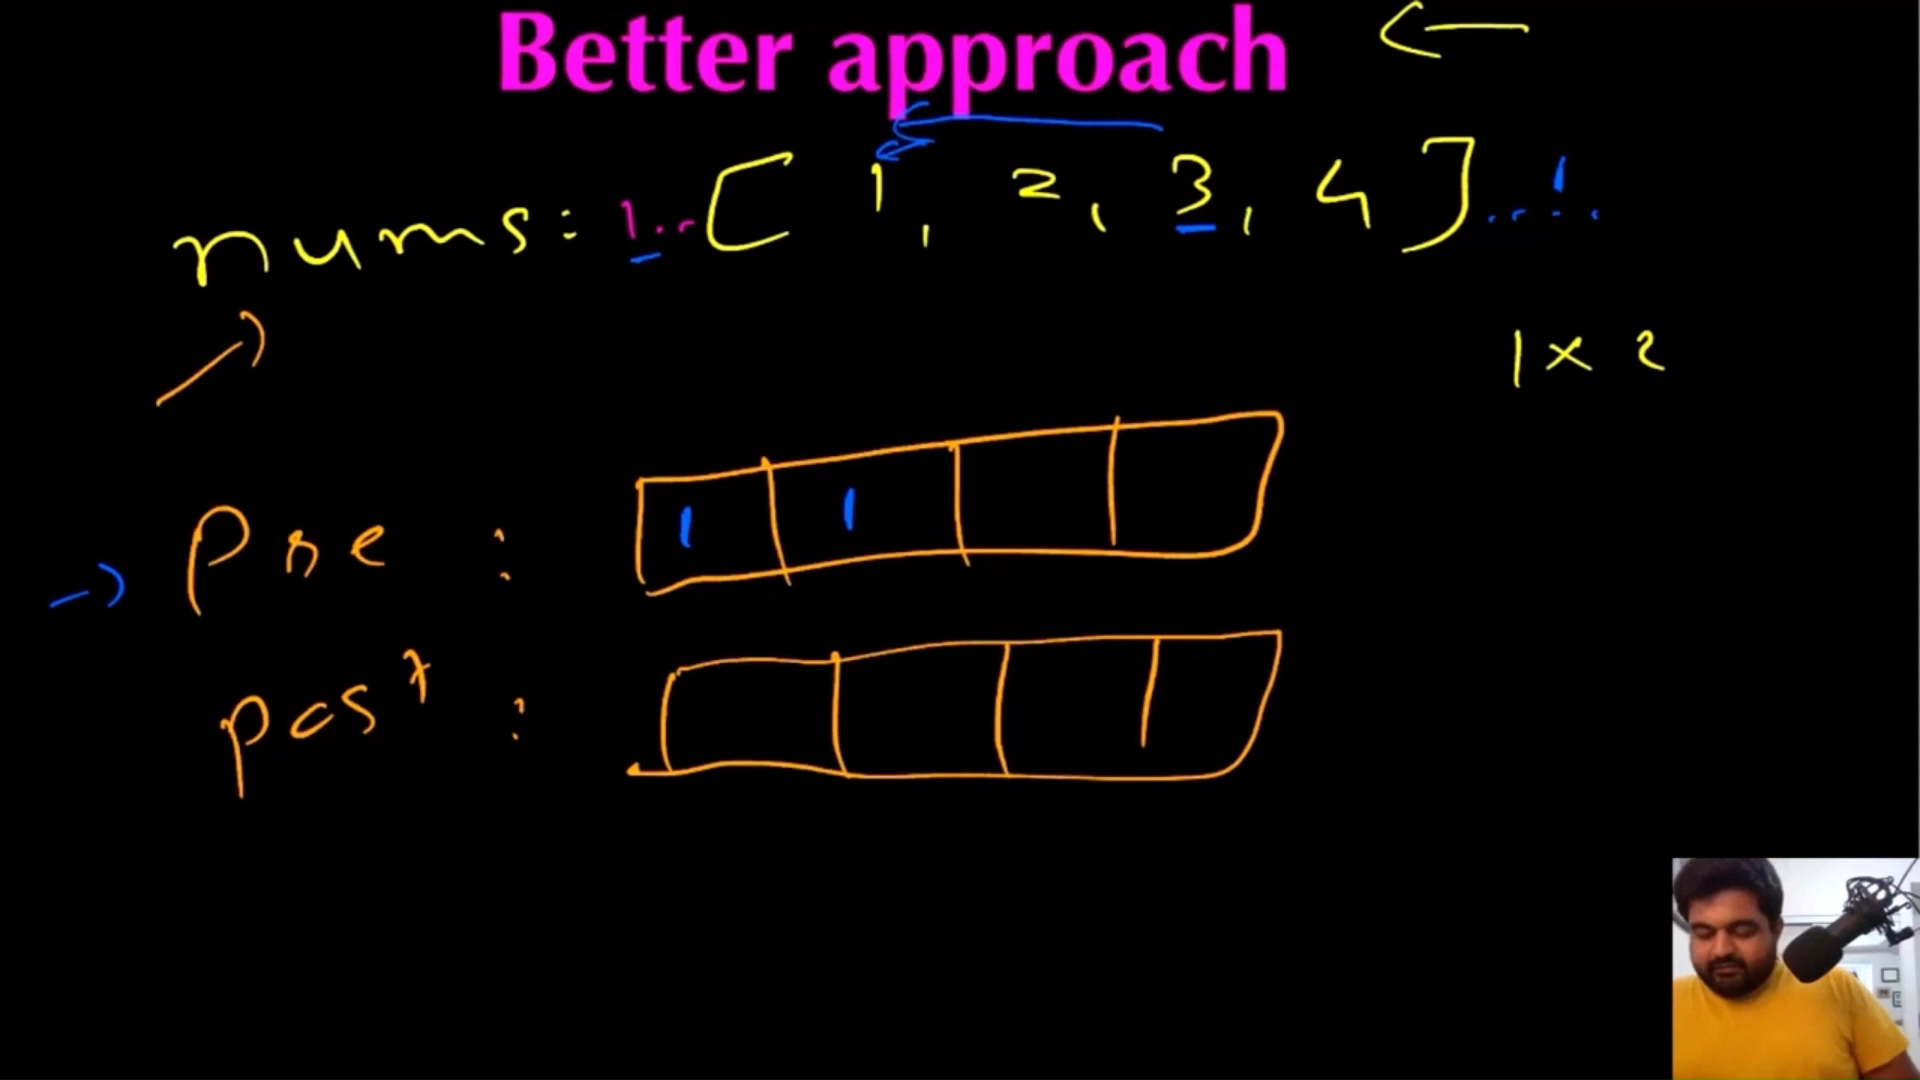 Better approach
nums: 1.. [ 1, 2, 3, 4 ] .... 1
1 x 2
Pre : 1 1
post :